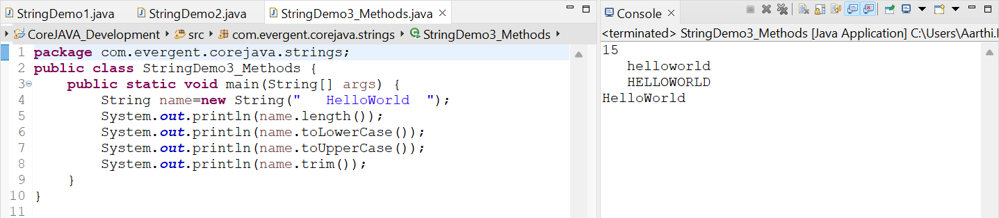 StringDemo1.java StringDemo2.java StringDemo3_Methods.java
CoreJAVA_Development src com.evergent.corejava.strings StringDemo3_Methods
1 package com.evergent.corejava.strings;
2 public class StringDemo3_Methods {
3     public static void main(String[] args) {
4         String name=new String("   HelloWorld  ");
5         System.out.println(name.length());
6         System.out.println(name.toLowerCase());
7         System.out.println(name.toUpperCase());
8         System.out.println(name.trim());
9     }
10 }
11
Console
<terminated> StringDemo3_Methods [Java Application] C:\Users\Aarthi.
15
   helloworld
   HELLOWORLD
HelloWorld